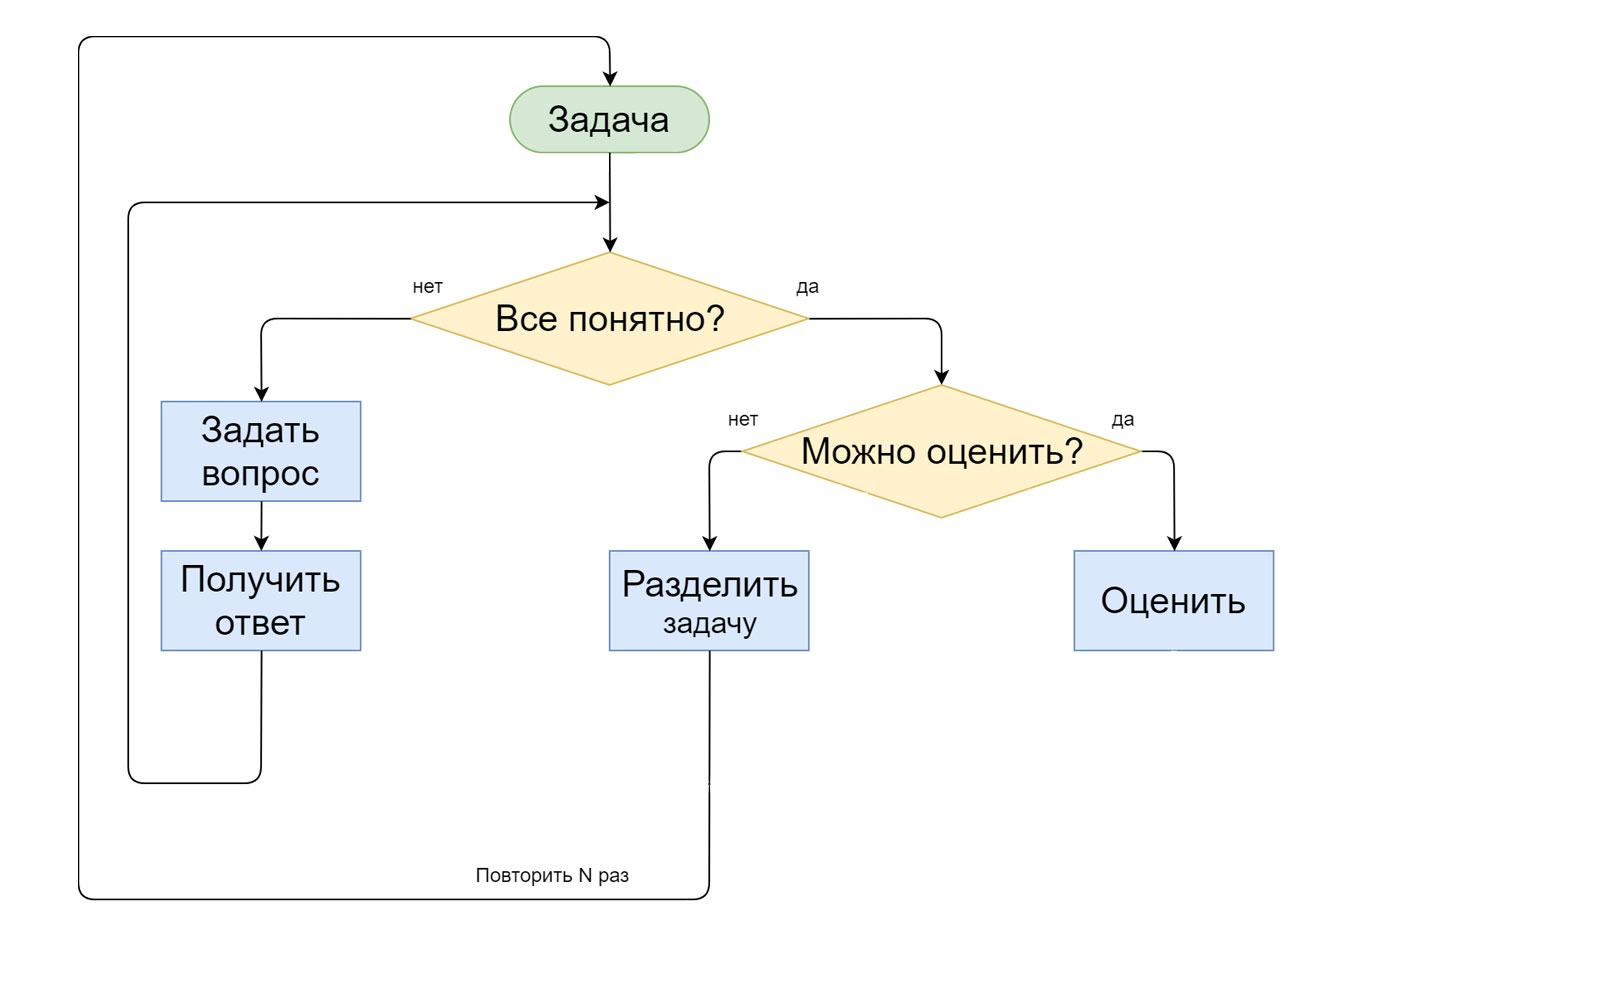 Задача
нет
да
Все понятно?
нет
да
Можно оценить?
Задать
вопрос
Получить
ответ
Разделить
задачу
Оценить
Повторить N раз